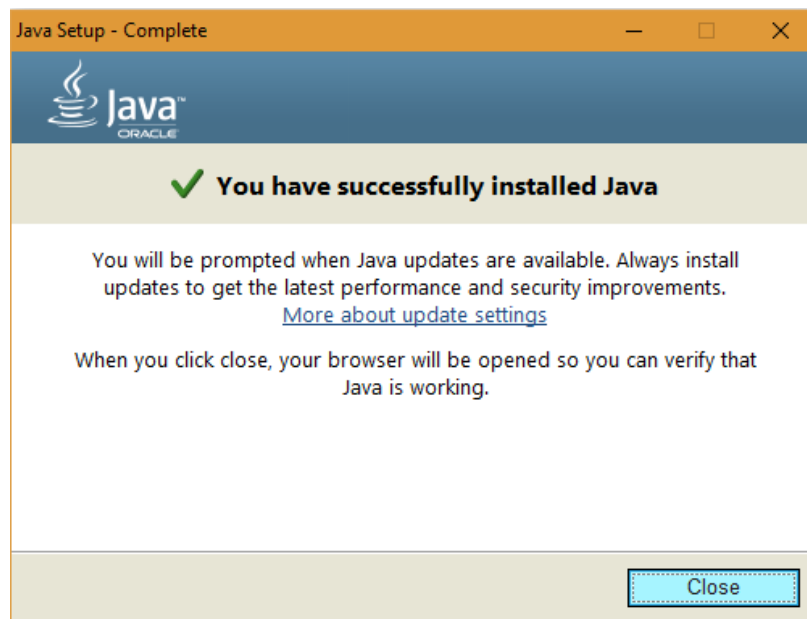 Java Setup - Complete
Java™
ORACLE
You have successfully installed Java
You will be prompted when Java updates are available. Always install
updates to get the latest performance and security improvements.
More about update settings
When you click close, your browser will be opened so you can verify that
Java is working.
Close